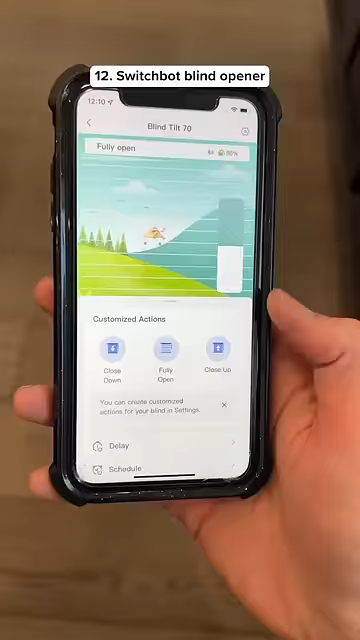 12. Switchbot blind opener
12:10
Blind Tilt 70
Fully open
Customized Actions
Close Down
Fully Open
Close Up
You can create customized
actions for your blind in Settings.
Delay
Schedule